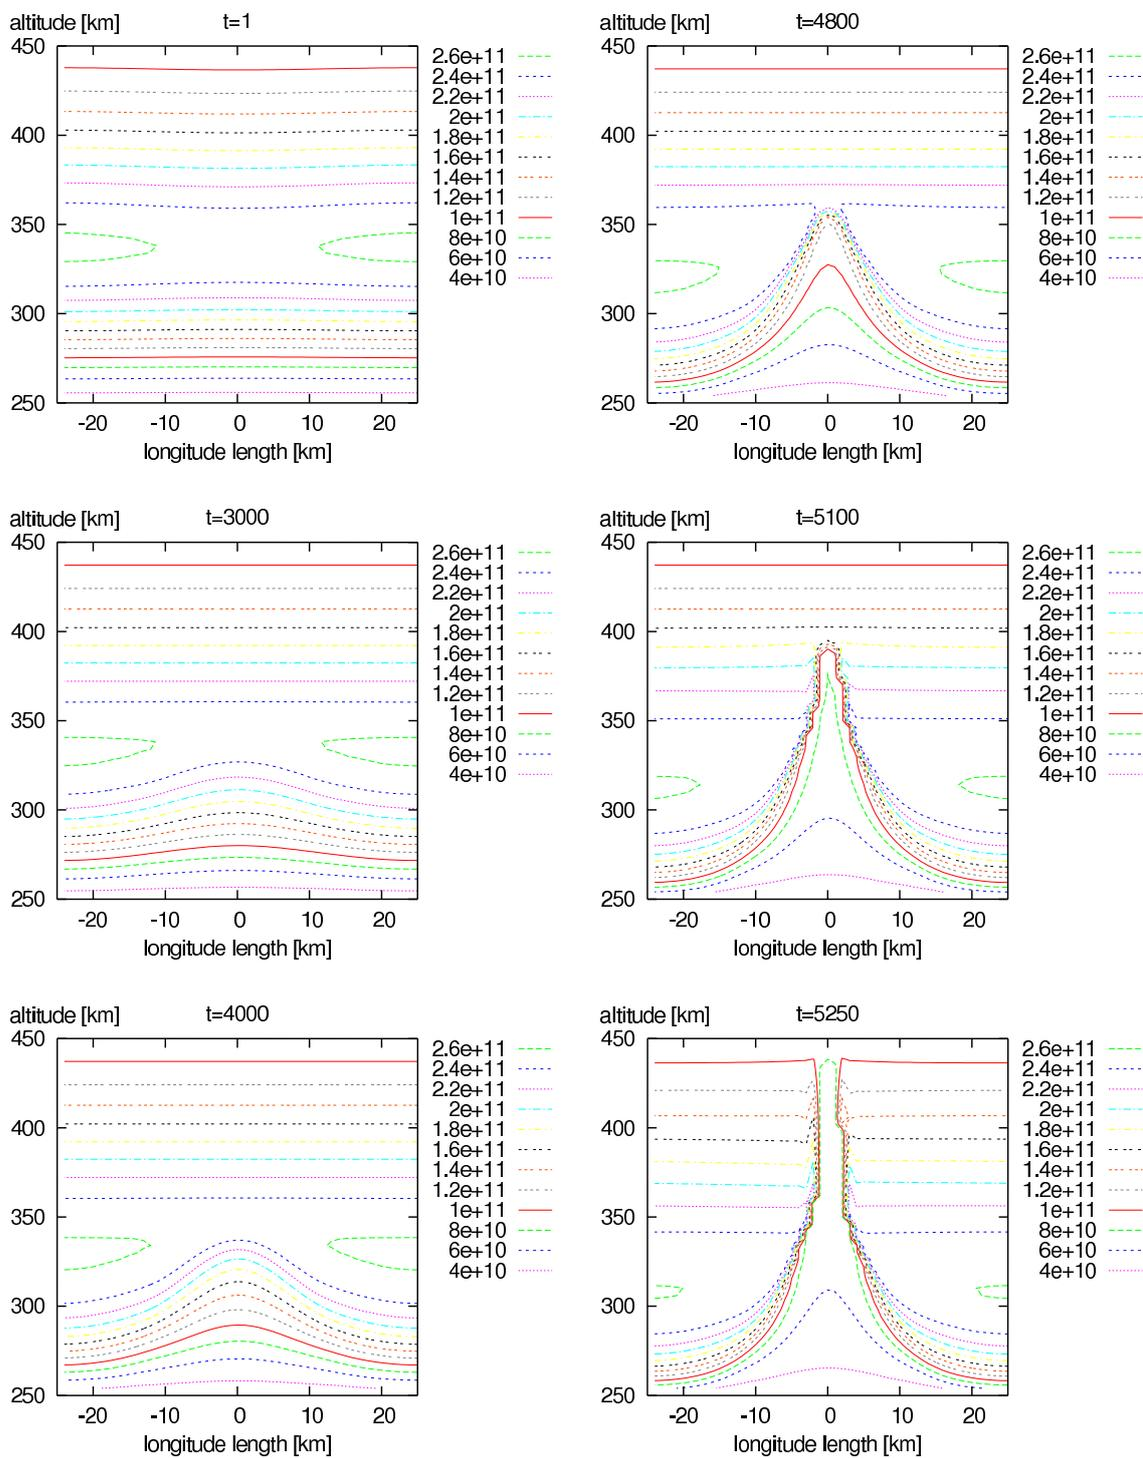 altitude [km] t=1
450
400
350
300
250
-20 -10 0 10 20
longitude length [km]
2.6e+11
2.4e+11
2.2e+11
2e+11
1.8e+11
1.6e+11
1.4e+11
1.2e+11
1e+11
8e+10
6e+10
4e+10
altitude [km] t=4800
450
400
350
300
250
-20 -10 0 10 20
longitude length [km]
2.6e+11
2.4e+11
2.2e+11
2e+11
1.8e+11
1.6e+11
1.4e+11
1.2e+11
1e+11
8e+10
6e+10
4e+10
altitude [km] t=3000
450
400
350
300
250
-20 -10 0 10 20
longitude length [km]
2.6e+11
2.4e+11
2.2e+11
2e+11
1.8e+11
1.6e+11
1.4e+11
1.2e+11
1e+11
8e+10
6e+10
4e+10
altitude [km] t=5100
450
400
350
300
250
-20 -10 0 10 20
longitude length [km]
2.6e+11
2.4e+11
2.2e+11
2e+11
1.8e+11
1.6e+11
1.4e+11
1.2e+11
1e+11
8e+10
6e+10
4e+10
altitude [km] t=4000
450
400
350
300
250
-20 -10 0 10 20
longitude length [km]
2.6e+11
2.4e+11
2.2e+11
2e+11
1.8e+11
1.6e+11
1.4e+11
1.2e+11
1e+11
8e+10
6e+10
4e+10
altitude [km] t=5250
450
400
350
300
250
-20 -10 0 10 20
longitude length [km]
2.6e+11
2.4e+11
2.2e+11
2e+11
1.8e+11
1.6e+11
1.4e+11
1.2e+11
1e+11
8e+10
6e+10
4e+10